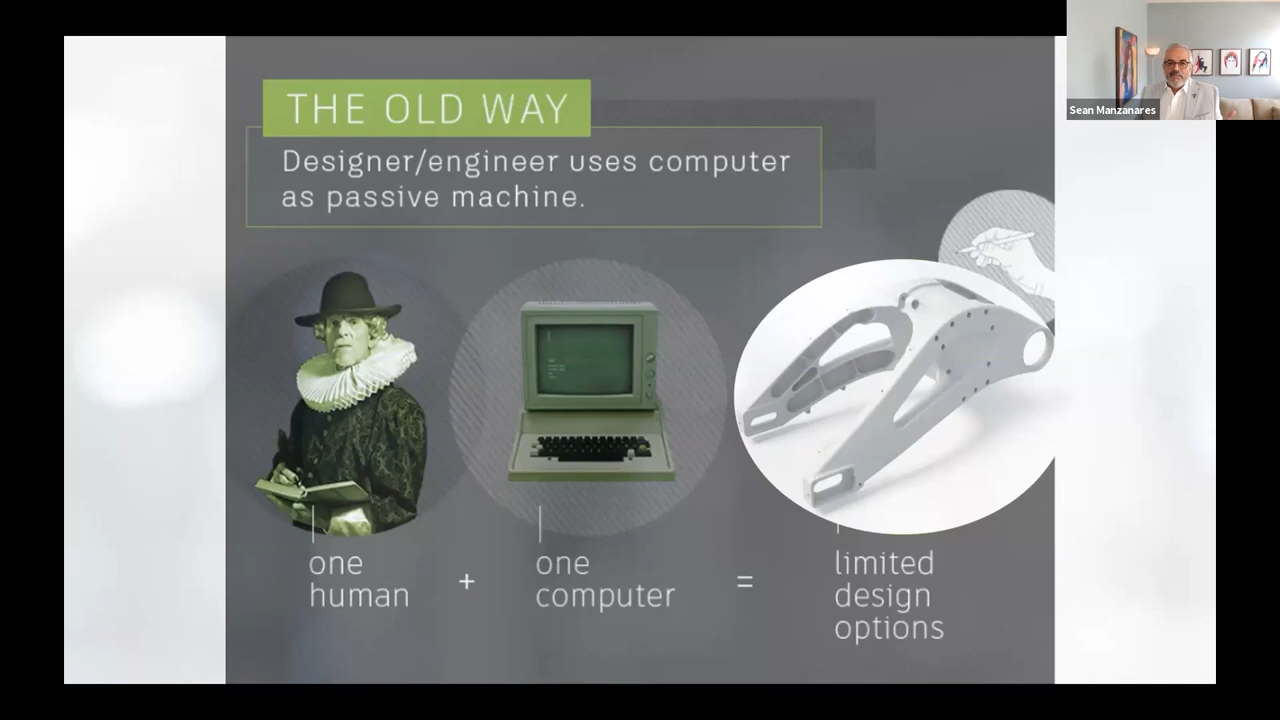 Sean Manzanares
THE OLD WAY
Designer/engineer uses computer
as passive machine.
one
human
+
one
computer
=
limited
design
options